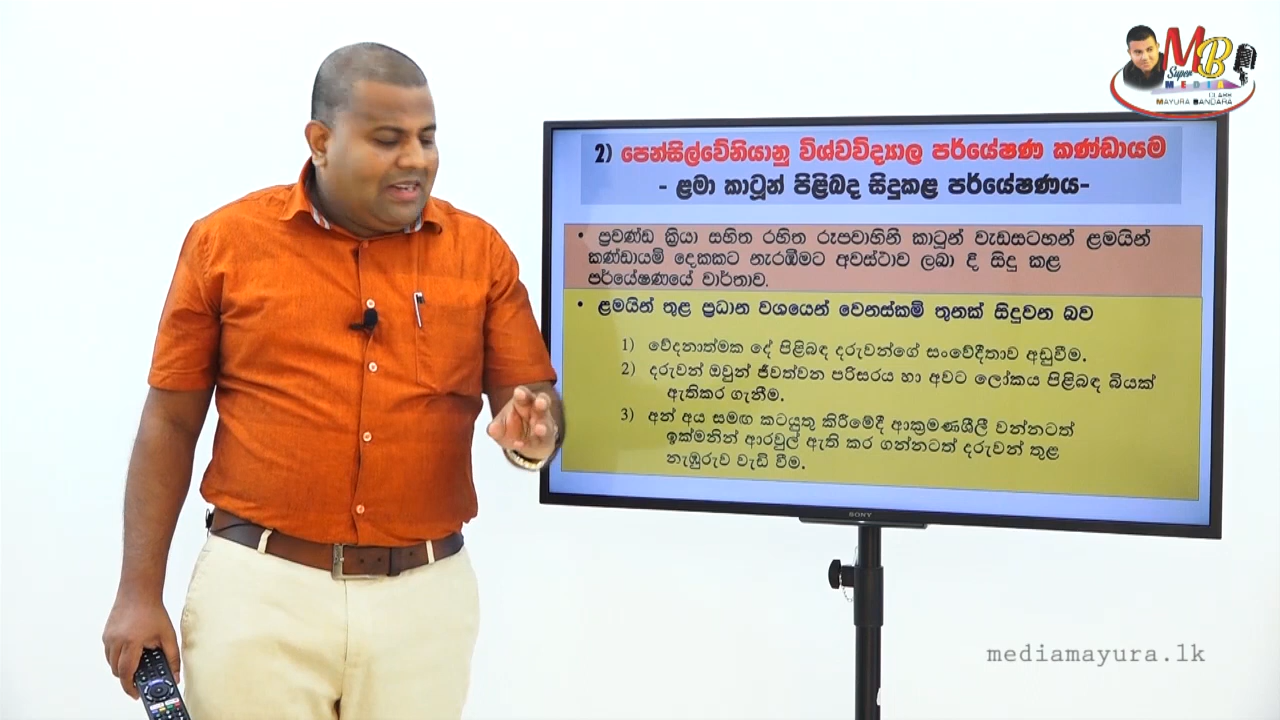 MB
Super
MEDIA
MAYURA BANDARA
2) පෙන්සිල්වේනියානු විශ්වවිද්‍යාල පර්යේෂණ කණ්ඩායම
- ළමා කාටූන් පිළිබද සිදුකළ පර්යේෂණය-
• ප්‍රචණ්ඩ ක්‍රියා සහිත රහිත රූපවාහිනී කාටූන් වැඩසටහන් ළමයින්
කණ්ඩායම් දෙකකට නැරඹීමට අවස්ථාව ලබා දී සිදු කළ
පර්යේෂණයේ වාර්තාව.
• ළමයින් තුළ ප්‍රධාන වශයෙන් වෙනස්කම් තුනක් සිදුවන බව
1) වේදනාත්මක දේ පිළිබඳ දරුවන්ගේ සංවේදීතාව අඩුවීම.
2) දරුවන් ඔවුන් ජීවත්වන පරිසරය හා අවට ලෝකය පිළිබඳ බියක්
ඇතිකර ගැනීම.
3) අන් අය සමඟ කටයුතු කිරීමේදී ආක්‍රමණශීලී වන්නටත්
ඉක්මනින් ආරවුල් ඇති කර ගන්නටත් දරුවන් තුළ
නැඹුරුව වැඩි වීම.
SONY
mediamayura.lk